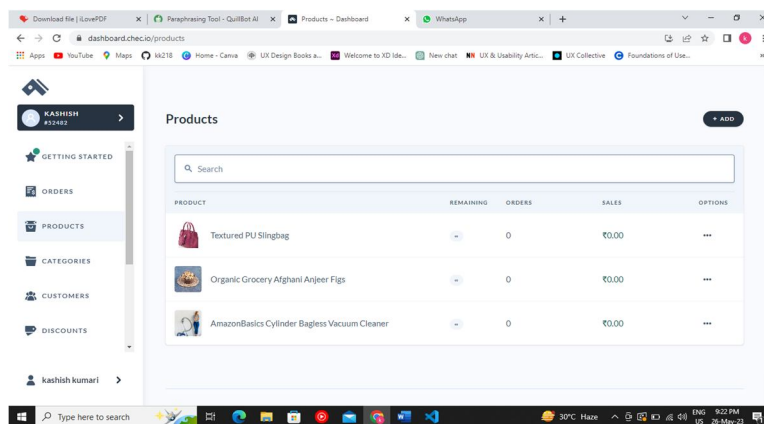 Download file | iLovePDF
Paraphrasing Tool - QuillBot AI
Products – Dashboard
WhatsApp
dashboard.chec.io/products
Apps YouTube Maps kk218 Home - Canva UX Design Books a... Welcome to XD Ide... New chat NN UX & Usability Artic... UX Collective Foundations of Use...
KASHISH
#52482
Products
+ ADD
GETTING STARTED
ORDERS
PRODUCTS
CATEGORIES
CUSTOMERS
DISCOUNTS
kashish kumari
Search
PRODUCT REMAINING ORDERS SALES OPTIONS
Textured PU Slingbag ∞ 0 ₹0.00
Organic Grocery Afghani Anjeer Figs ∞ 0 ₹0.00
AmazonBasics Cylinder Bagless Vacuum Cleaner ∞ 0 ₹0.00
Type here to search
30°C Haze
ENG
US
9:22 PM
26-May-23